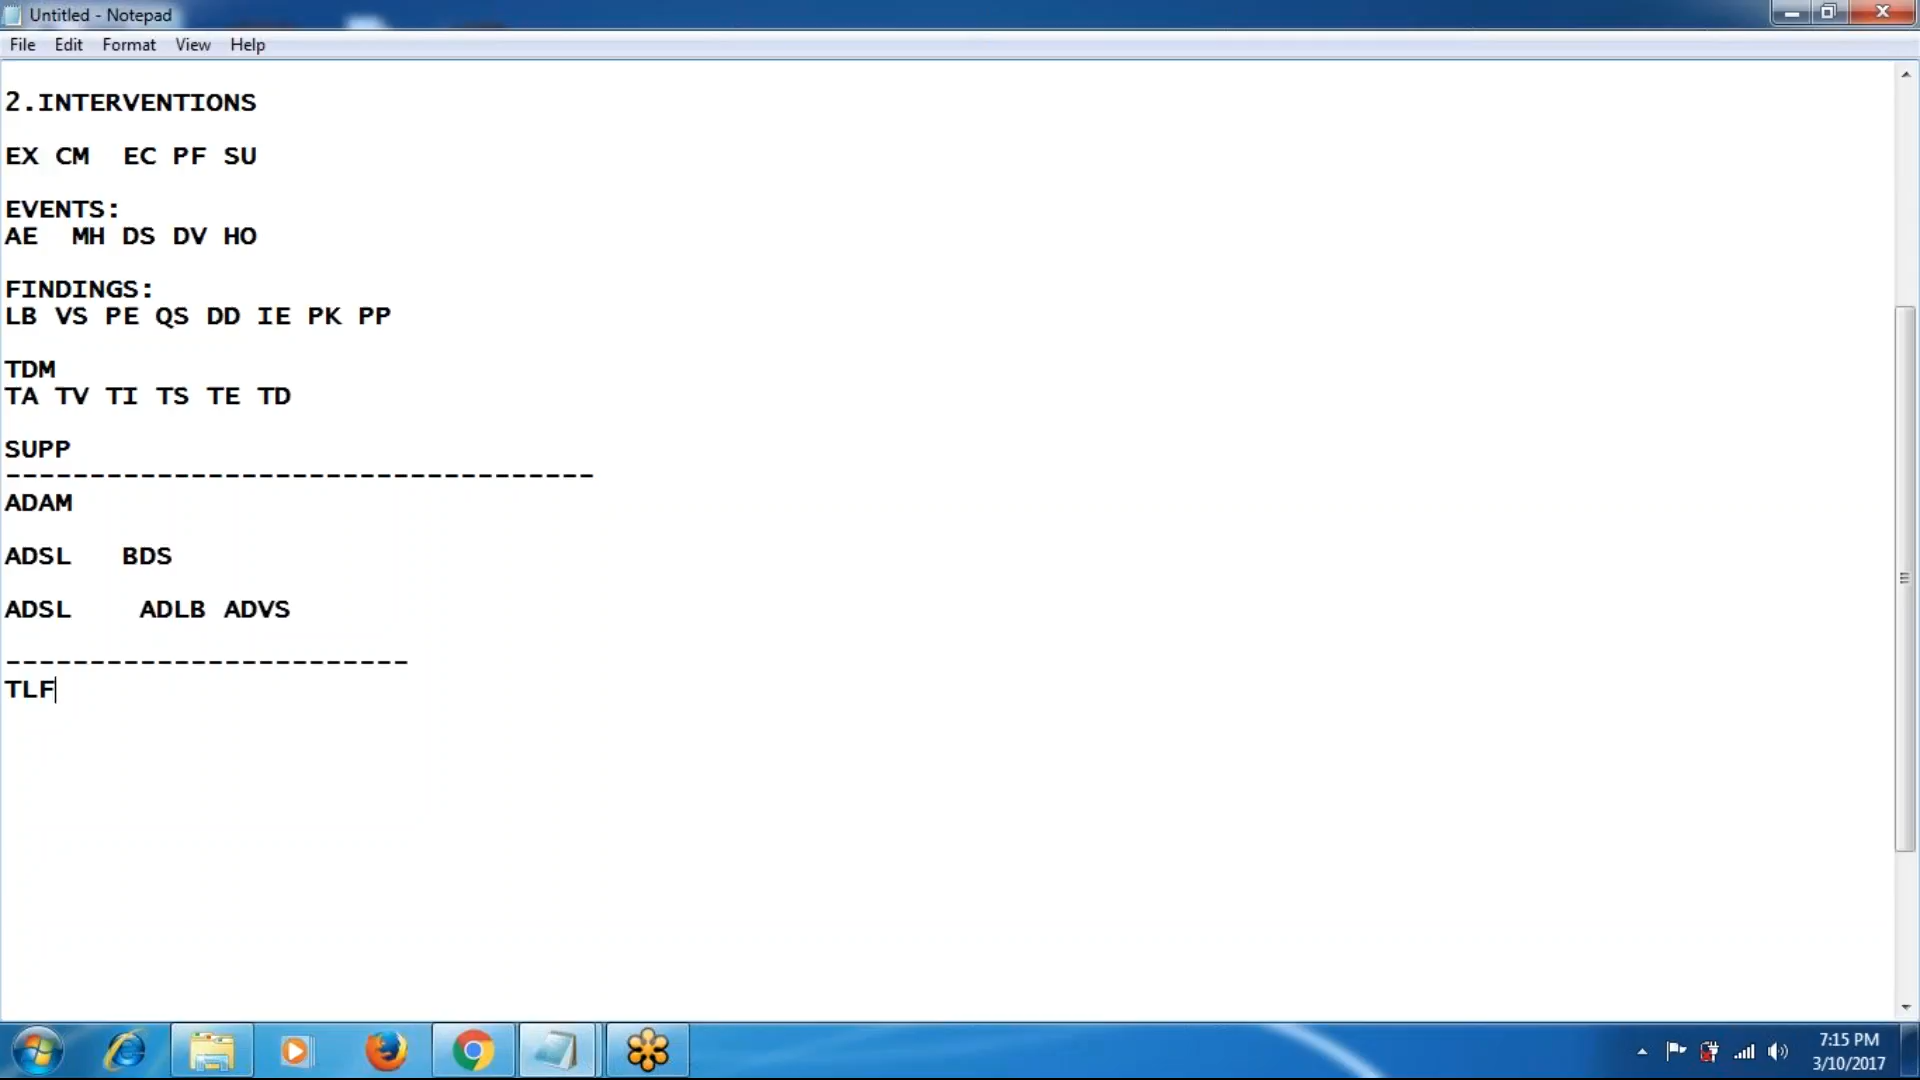 Untitled - Notepad
File Edit Format View Help
2.INTERVENTIONS
EX CM EC PF SU
EVENTS:
AE MH DS DV HO
FINDINGS:
LB VS PE QS DD IE PK PP
TDM
TA TV TI TS TE TD
SUPP
-----------------------------------
ADAM
ADSL BDS
ADSL ADLB ADVS
------------------------
TLF
7:15 PM
3/10/2017